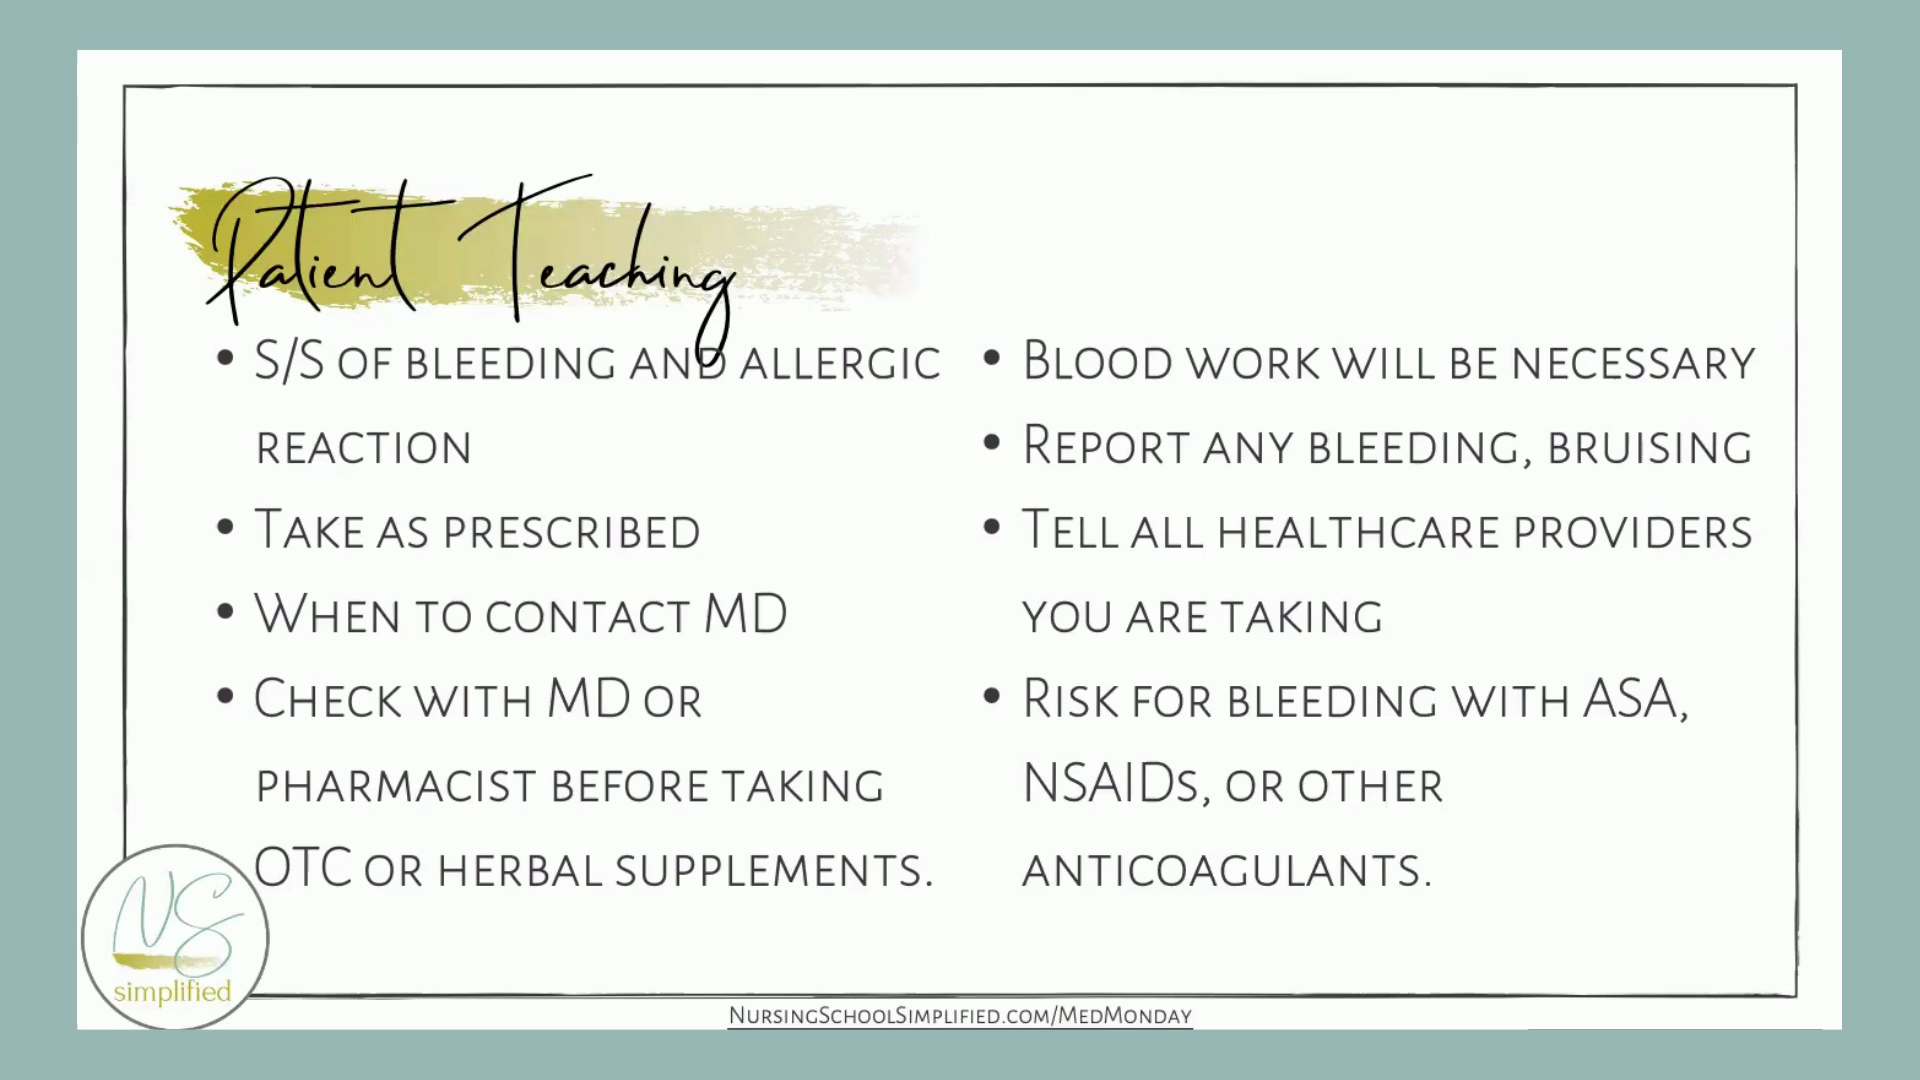 Patient Teaching
• S/S of bleeding and allergic
reaction
• Take as prescribed
• When to contact MD
• Check with MD or
pharmacist before taking
OTC or herbal supplements.
• Blood work will be necessary
• Report any bleeding, bruising
• Tell all healthcare providers
you are taking
• Risk for bleeding with ASA,
NSAIDs, or other
anticoagulants.
NS
simplified
NursingSchoolSimplified.com/MedMonday